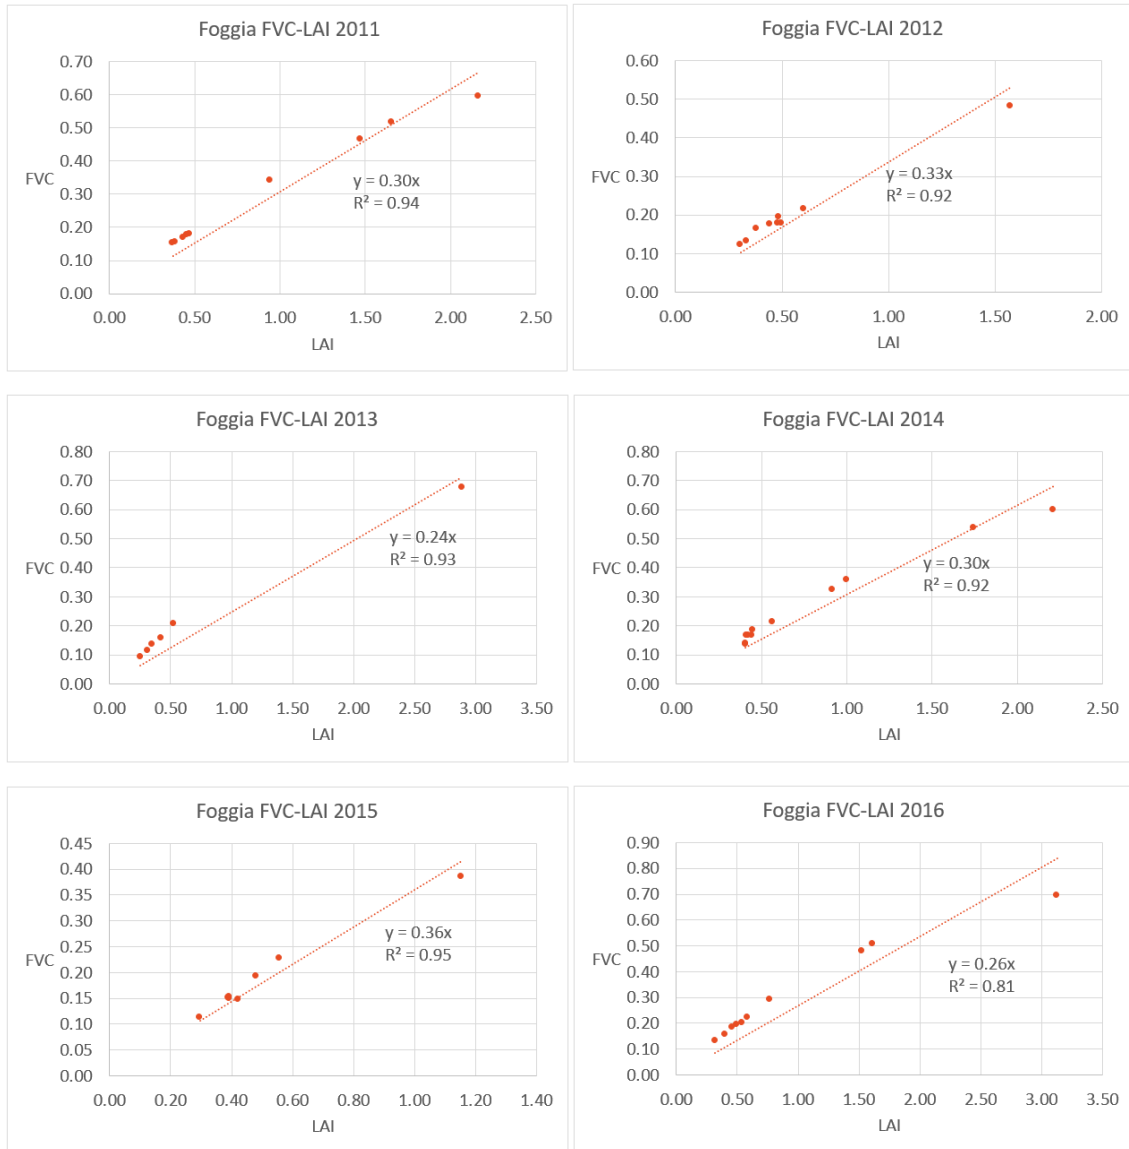 Foggia FVC-LAI 2011
0.70
0.60
0.50
0.40
0.30
0.20
0.10
0.00
FVC
y = 0.30x
R² = 0.94
0.00 0.50 1.00 1.50 2.00 2.50
LAI
Foggia FVC-LAI 2012
0.60
0.50
0.40
0.30
0.20
0.10
0.00
FVC
y = 0.33x
R² = 0.92
0.00 0.50 1.00 1.50 2.00
LAI
Foggia FVC-LAI 2013
0.80
0.70
0.60
0.50
0.40
0.30
0.20
0.10
0.00
FVC
y = 0.24x
R² = 0.93
0.00 0.50 1.00 1.50 2.00 2.50 3.00 3.50
LAI
Foggia FVC-LAI 2014
0.80
0.70
0.60
0.50
0.40
0.30
0.20
0.10
0.00
FVC
y = 0.30x
R² = 0.92
0.00 0.50 1.00 1.50 2.00 2.50
LAI
Foggia FVC-LAI 2015
0.45
0.40
0.35
0.30
0.25
0.20
0.15
0.10
0.05
0.00
FVC
y = 0.36x
R² = 0.95
0.00 0.20 0.40 0.60 0.80 1.00 1.20 1.40
LAI
Foggia FVC-LAI 2016
0.90
0.80
0.70
0.60
0.50
0.40
0.30
0.20
0.10
0.00
FVC
y = 0.26x
R² = 0.81
0.00 0.50 1.00 1.50 2.00 2.50 3.00 3.50
LAI